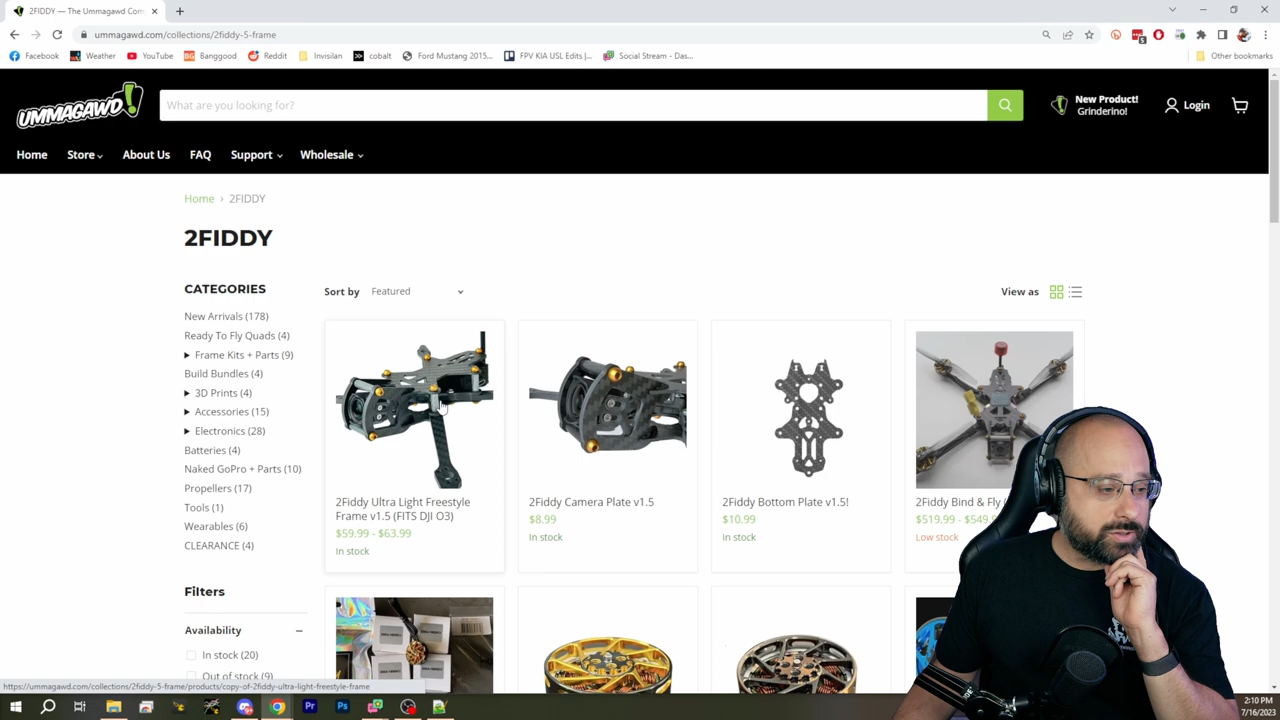 2FIDDY — The Ummagawd Com
ummagawd.com/collections/2fiddy-5-frame
Facebook
Weather
YouTube
Banggood
Reddit
Invisilan
cobalt
Ford Mustang 2015...
FPV KIA USL Edits |...
Social Stream - Das...
Other bookmarks
UMMAGAWD!
What are you looking for?
New Product!
Grinderino!
Login
Home
Store
About Us
FAQ
Support
Wholesale
Home › 2FIDDY
2FIDDY
CATEGORIES
New Arrivals (178)
Ready To Fly Quads (4)
Frame Kits + Parts (9)
Build Bundles (4)
3D Prints (4)
Accessories (15)
Electronics (28)
Batteries (4)
Naked GoPro + Parts (10)
Propellers (17)
Tools (1)
Wearables (6)
CLEARANCE (4)
Filters
Availability
In stock (20)
Out of stock (9)
Sort by Featured
View as
2Fiddy Ultra Light Freestyle
Frame v1.5 (FITS DJI O3)
$59.99 - $63.99
In stock
2Fiddy Camera Plate v1.5
$8.99
In stock
2Fiddy Bottom Plate v1.5!
$10.99
In stock
2Fiddy Bind & Fly
$519.99 - $549.
Low stock
https://ummagawd.com/collections/2fiddy-5-frame/products/copy-of-2fiddy-ultra-light-freestyle-frame
2:10 PM
7/16/2023